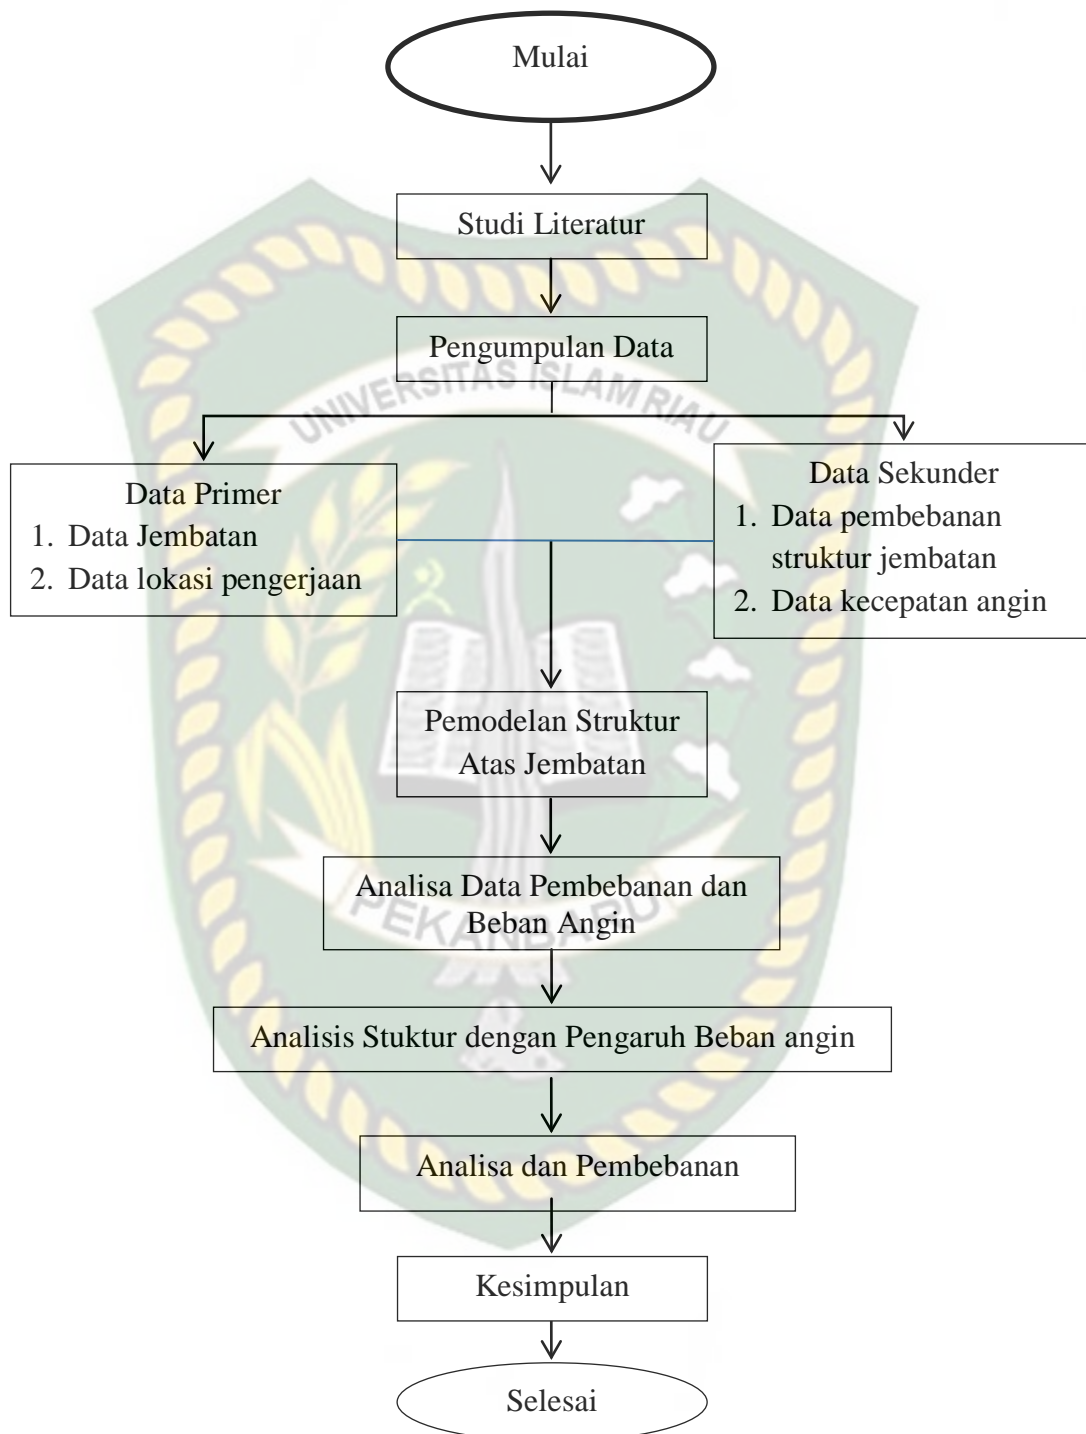 Mulai
Studi Literatur
Pengumpulan Data
UNIVERSITAS ISLAM RIAU
Data Primer
1. Data Jembatan
2. Data lokasi pengerjaan
Data Sekunder
1. Data pembebanan
struktur jembatan
2. Data kecepatan angin
Pemodelan Struktur
Atas Jembatan
Analisa Data Pembebanan dan
Beban Angin
PEKANBARU
Analisis Stuktur dengan Pengaruh Beban angin
Analisa dan Pembebanan
Kesimpulan
Selesai